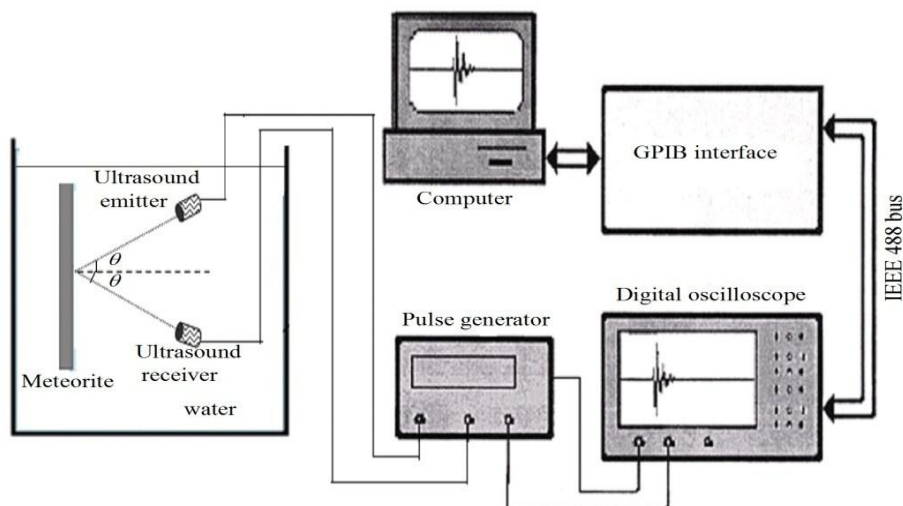 Ultrasound
emitter
θ
θ
Ultrasound
receiver
Meteorite
water
Computer
GPIB interface
IEEE 488 bus
Pulse generator
Digital oscilloscope